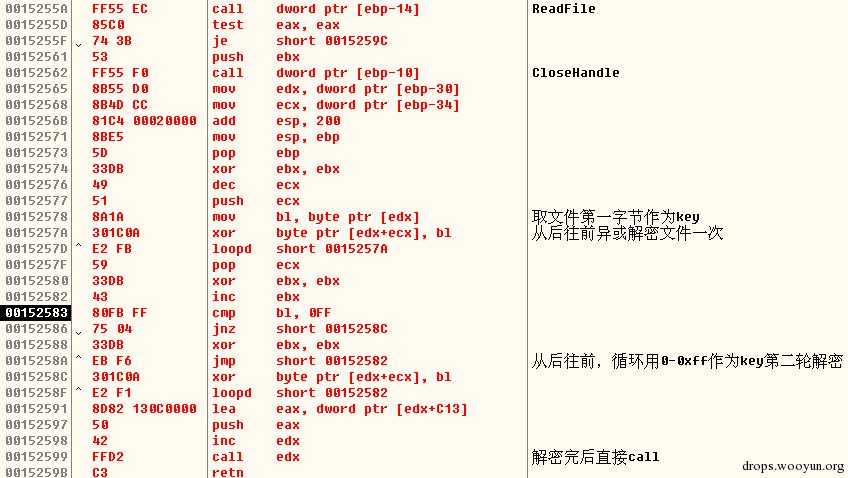 0015255A FF55 EC call dword ptr [ebp-14] ReadFile
0015255D 85C0 test eax, eax
0015255F 74 3B je short 0015259C
00152561 53 push ebx
00152562 FF55 F0 call dword ptr [ebp-10] CloseHandle
00152565 8B55 D0 mov edx, dword ptr [ebp-30]
00152568 8B4D CC mov ecx, dword ptr [ebp-34]
0015256B 81C4 00020000 add esp, 200
00152571 8BE5 mov esp, ebp
00152573 5D pop ebp
00152574 33DB xor ebx, ebx
00152576 49 dec ecx
00152577 51 push ecx
00152578 8A1A mov bl, byte ptr [edx] 取文件第一字节作为key
0015257A 301C0A xor byte ptr [edx+ecx], bl 从后往前异或解密文件一次
0015257D ^ E2 FB loopd short 0015257A
0015257F 59 pop ecx
00152580 33DB xor ebx, ebx
00152582 43 inc ebx
00152583 80FB FF cmp bl, 0FF
00152586 75 04 jnz short 0015258C
00152588 33DB xor ebx, ebx
0015258A ^ EB F6 jmp short 00152582 从后往前，循环用0-0xff作为key第二轮解密
0015258C 301C0A xor byte ptr [edx+ecx], bl
0015258F ^ E2 F1 loopd short 00152582
00152591 8D82 130C0000 lea eax, dword ptr [edx+C13]
00152597 50 push eax
00152598 42 inc edx
00152599 FFD2 call edx 解密完后直接call
0015259B C3 retn
drops.wooyun.org